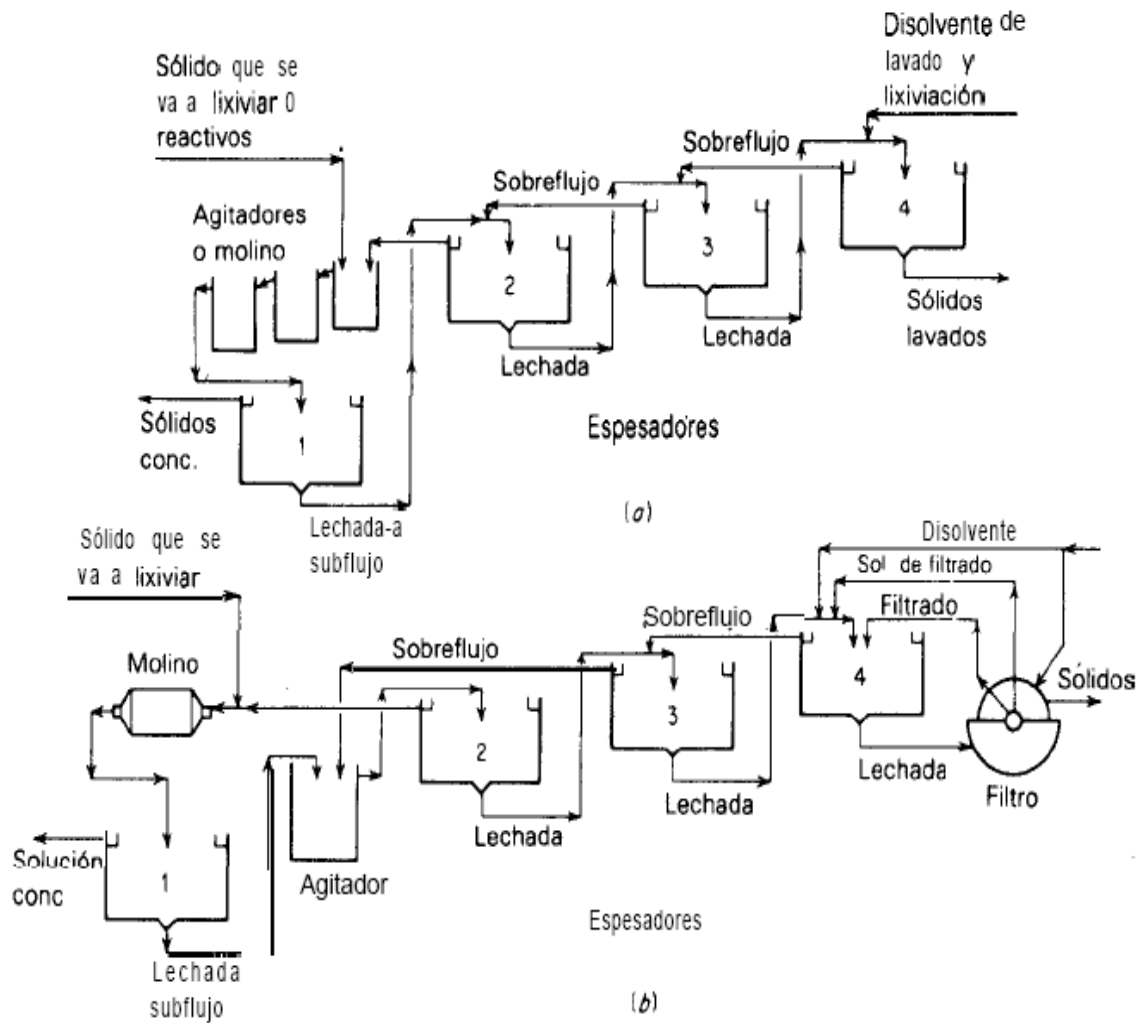 Disolvente de
lavado y
lixiviación
Sólido que se
va a lixiviar 0
reactivos
Sobreflujo
Sobreflujo
Agitadores
o molino
4
3
2
Sólidos
lavados
Lechada
Lechada
Sólidos
conc.
1
Espesadores
Lechada-a
subflujo
(a)
Sólido que se
va a lixiviar
Disolvente
Sol de filtrado
Filtrado
Sobreflujo
Sobreflujo
Molino
4
3
2
Sólidos
Lechada
Filtro
Lechada
Lechada
Solución
conc
1
Agitador
Espesadores
Lechada
subflujo
(b)